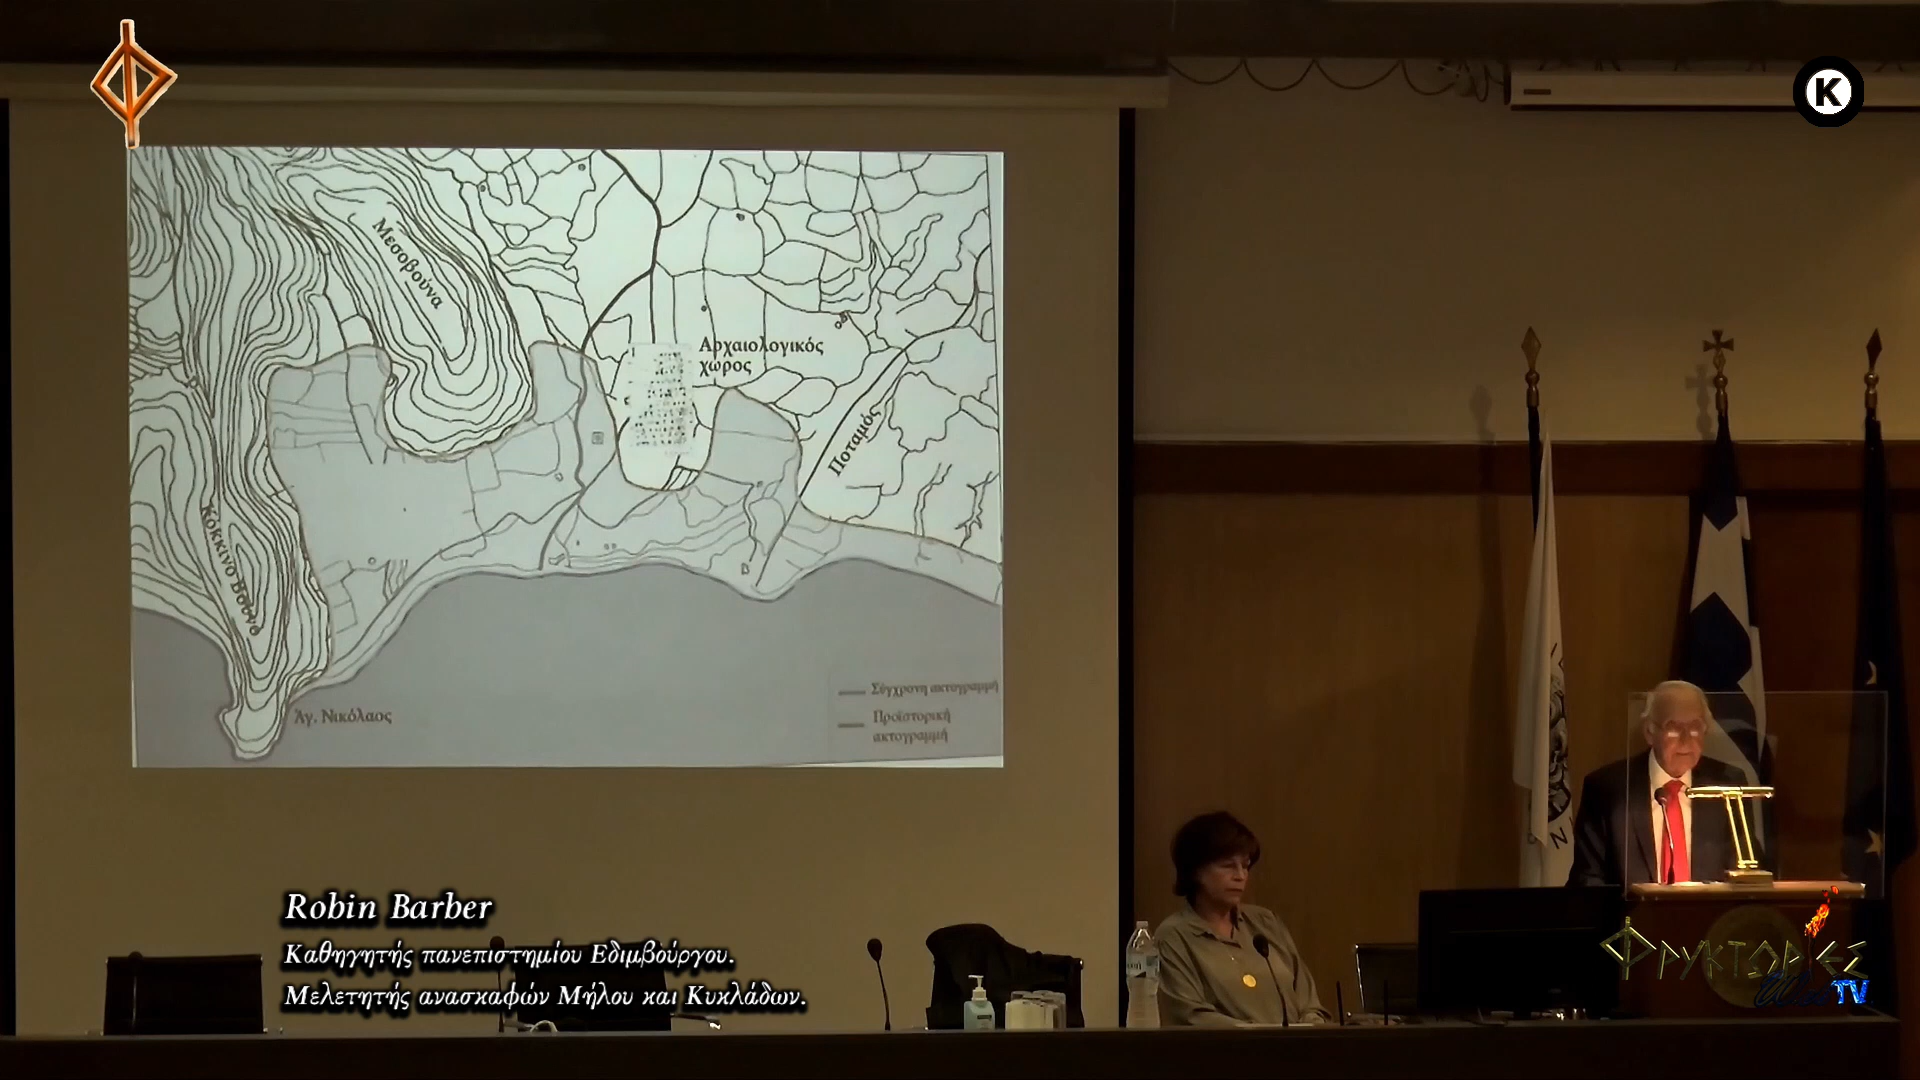 K
Μεσοβούνα
Αρχαιολογικός
χώρος
Ποταμός
Κόκκινο Βουνό
Άγ. Νικόλαος
Σύγχρονη ακτογραμμή
Προϊστορική
ακτογραμμή
Robin Barber
Καθηγητής πανεπιστημίου Εδιμβούργου.
Μελετητής ανασκαφών Μήλου και Κυκλάδων.
ΦΡΥΚΤΩΡΙΕΣ
WebTV